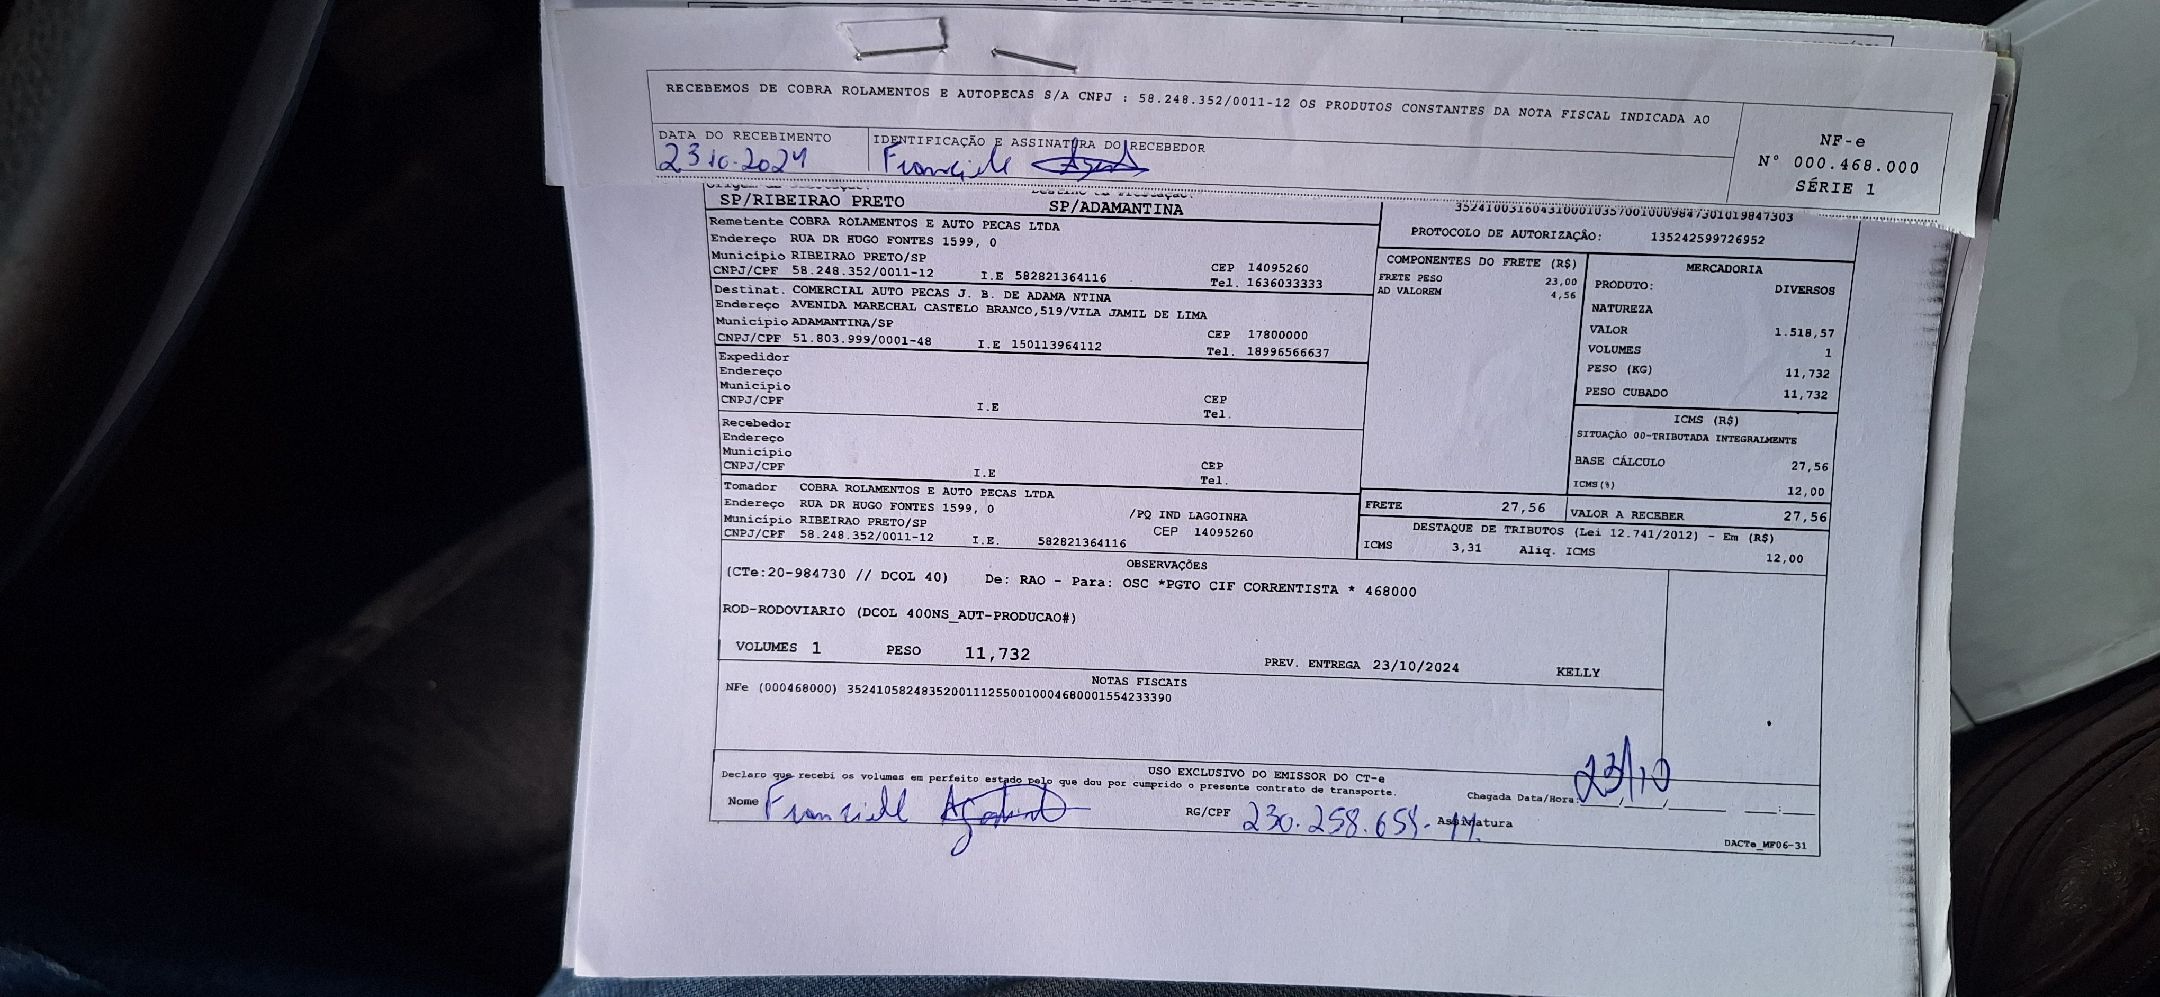 RECEBEMOS DE COBRA ROLAMENTOS E AUTOPECAS S/A CNPJ : 58.248.352/0011-12 OS PRODUTOS CONSTANTES DA NOTA FISCAL INDICADA AO
DATA DO RECEBIMENTO
23 10.2024
IDENTIFICAÇÃO E ASSINATURA DO RECEBEDOR
NF-e
N° 000.468.000
SÉRIE 1
SP/RIBEIRAO PRETO SP/ADAMANTINA
Remetente COBRA ROLAMENTOS E AUTO PECAS LTDA
Endereço RUA DR HUGO FONTES 1599, 0
Município RIBEIRAO PRETO/SP CEP 14095260
CNPJ/CPF 58.248.352/0011-12 I.E 582821364116 Tel. 1636033333
Destinat. COMERCIAL AUTO PECAS J. B. DE ADAMA NTINA
Endereço AVENIDA MARECHAL CASTELO BRANCO,519/VILA JAMIL DE LIMA
Município ADAMANTINA/SP CEP 17800000
CNPJ/CPF 51.803.999/0001-48 I.E 150113964112 Tel. 18996566637
Expedidor
Endereço
Município CEP
CNPJ/CPF I.E Tel.
Recebedor
Endereço
Município CEP
CNPJ/CPF I.E Tel.
Tomador COBRA ROLAMENTOS E AUTO PECAS LTDA
Endereço RUA DR HUGO FONTES 1599, 0 /PQ IND LAGOINHA
Município RIBEIRAO PRETO/SP CEP 14095260
CNPJ/CPF 58.248.352/0011-12 I.E. 582821364116
PROTOCOLO DE AUTORIZAÇÃO: 135242599726952
COMPONENTES DO FRETE (R$)
FRETE PESO 23,00
AD VALOREM 4,56
MERCADORIA
PRODUTO: DIVERSOS
NATUREZA
VALOR 1.518,57
VOLUMES 1
PESO (KG) 11,732
PESO CUBADO 11,732
ICMS (R$)
SITUAÇÃO 00-TRIBUTADA INTEGRALMENTE
BASE CÁLCULO 27,56
ICMS(%) 12,00
FRETE 27,56 VALOR A RECEBER 27,56
DESTAQUE DE TRIBUTOS (Lei 12.741/2012) - Em (R$)
ICMS 3,31 Aliq. ICMS 12,00
OBSERVAÇÕES
(CTe:20-984730 // DCOL 40) De: RAO - Para: OSC *PGTO CIF CORRENTISTA * 468000
ROD-RODOVIARIO (DCOL 400NS_AUT-PRODUCAO#)
VOLUMES 1 PESO 11,732 PREV. ENTREGA 23/10/2024 KELLY
NOTAS FISCAIS
NFe (000468000) 35241058248352001112550010004680001554233390
USO EXCLUSIVO DO EMISSOR DO CT-e
Declaro que recebi os volumes em perfeito estado pelo que dou por cumprido o presente contrato de transporte.
Chegada Data/Hora: 23/10
Nome RG/CPF 230.258.654- Assinatura
DACTe_MF06-31